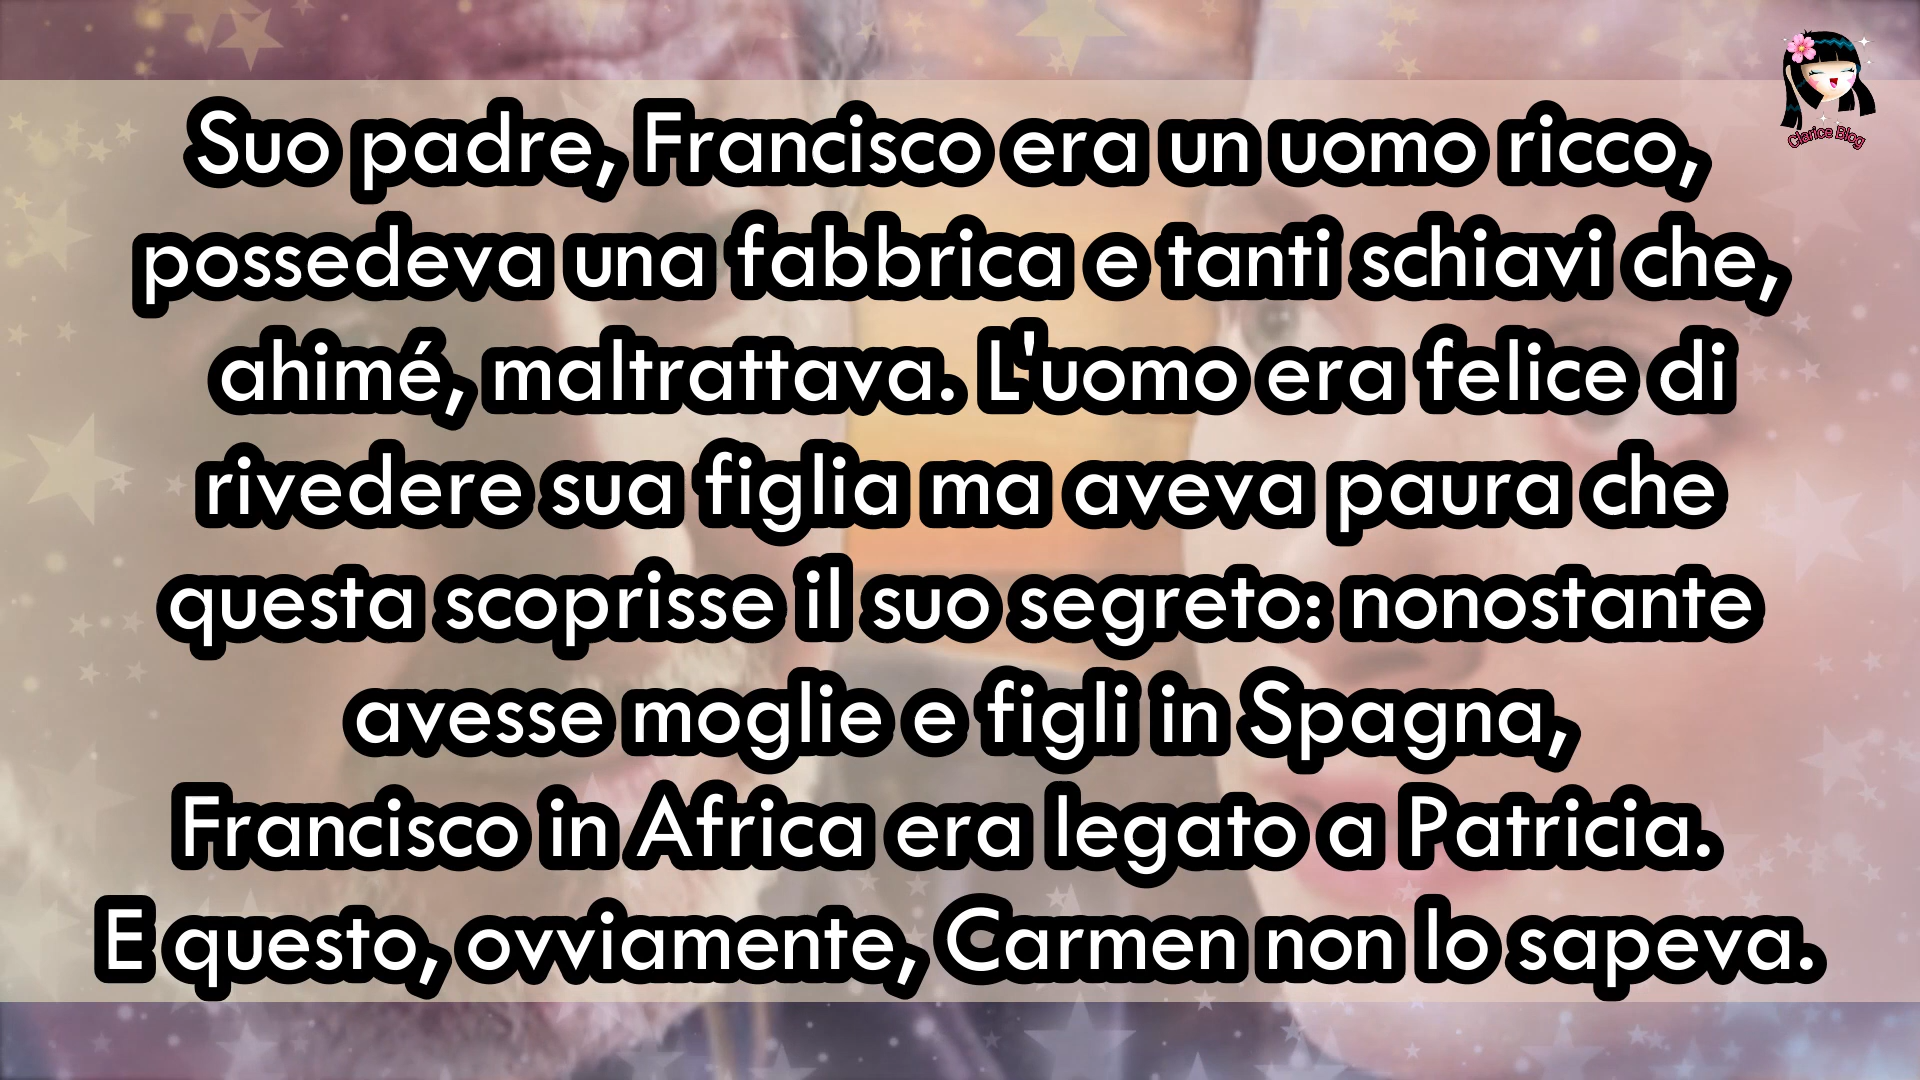 Suo padre, Francisco era un uomo ricco,
possedeva una fabbrica e tanti schiavi che,
ahimé, maltrattava. L'uomo era felice di
rivedere sua figlia ma aveva paura che
questa scoprisse il suo segreto: nonostante
avesse moglie e figli in Spagna,
Francisco in Africa era legato a Patricia.
E questo, ovviamente, Carmen non lo sapeva.
Clarice Blog